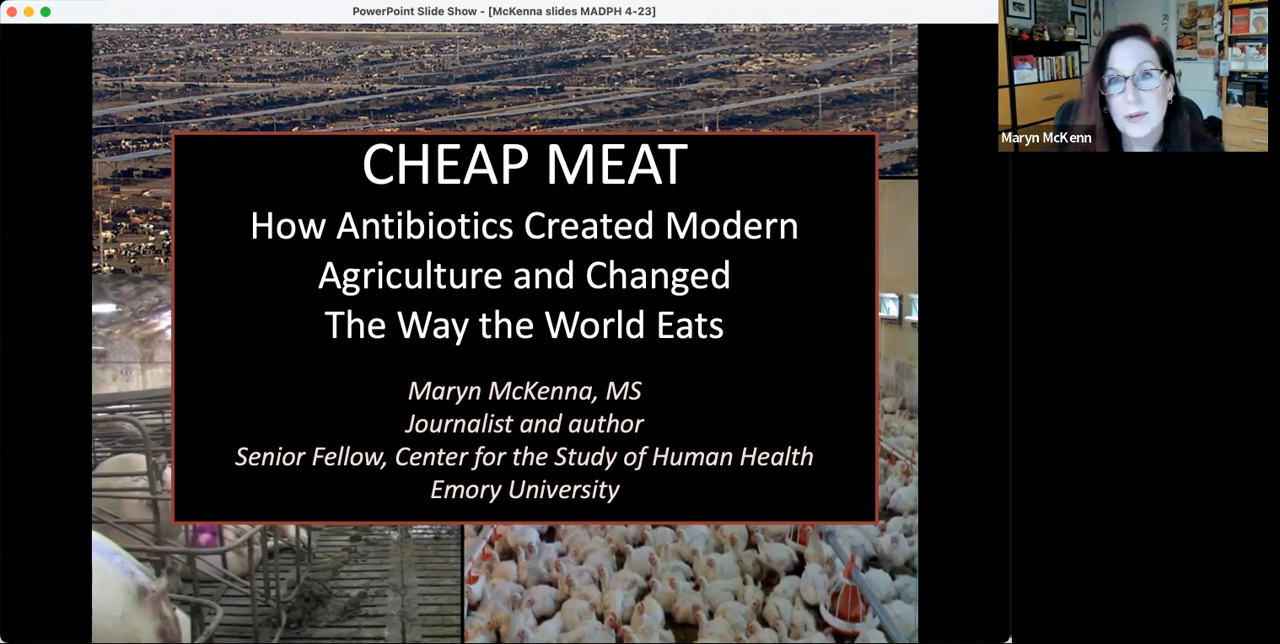 PowerPoint Slide Show - [McKenna slides MADPH 4-23]
CHEAP MEAT
How Antibiotics Created Modern
Agriculture and Changed
The Way the World Eats
Maryn McKenna, MS
Journalist and author
Senior Fellow, Center for the Study of Human Health
Emory University
Maryn McKenn